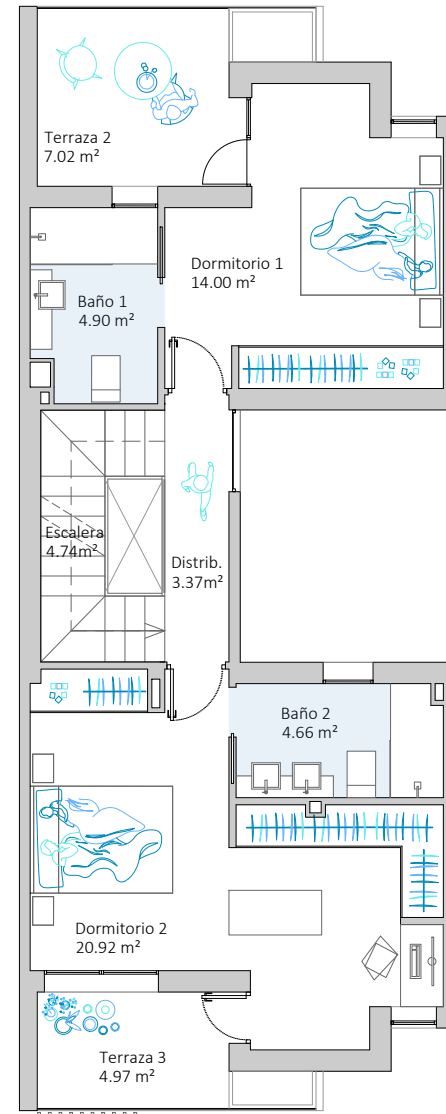 Terraza 2
7.02 m²
Dormitorio 1
14.00 m²
Baño 1
4.90 m²
Escalera
4.74m²
Distrib.
3.37m²
Baño 2
4.66 m²
Dormitorio 2
20.92 m²
Terraza 3
4.97 m²